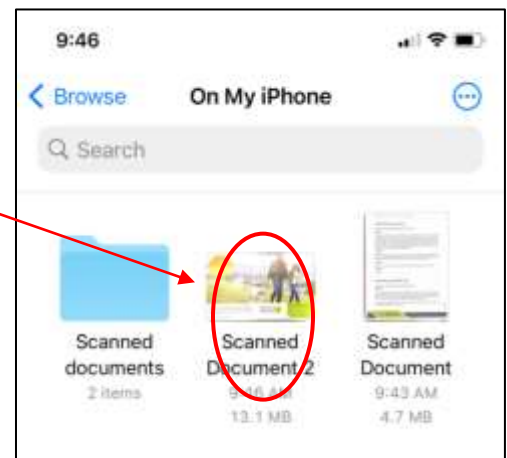 9:46
Browse On My iPhone
Search
Scanned Scanned Scanned
documents Document 2 Document
2 items 9:46 AM 9:43 AM
13.1 MB 4.7 MB